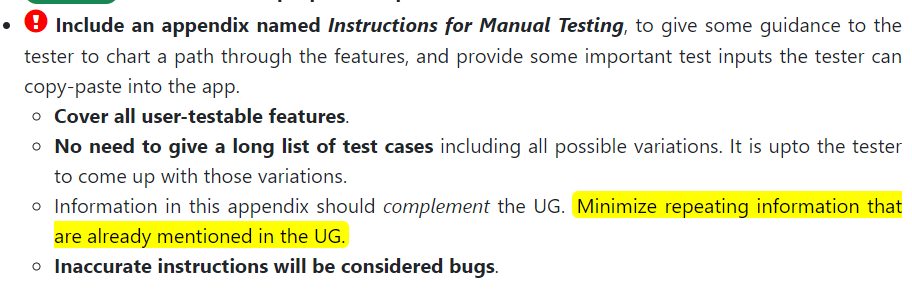 ! Include an appendix named Instructions for Manual Testing, to give some guidance to the
tester to chart a path through the features, and provide some important test inputs the tester can
copy-paste into the app.
Cover all user-testable features.
No need to give a long list of test cases including all possible variations. It is upto the tester
to come up with those variations.
Information in this appendix should complement the UG. Minimize repeating information that
are already mentioned in the UG.
Inaccurate instructions will be considered bugs.